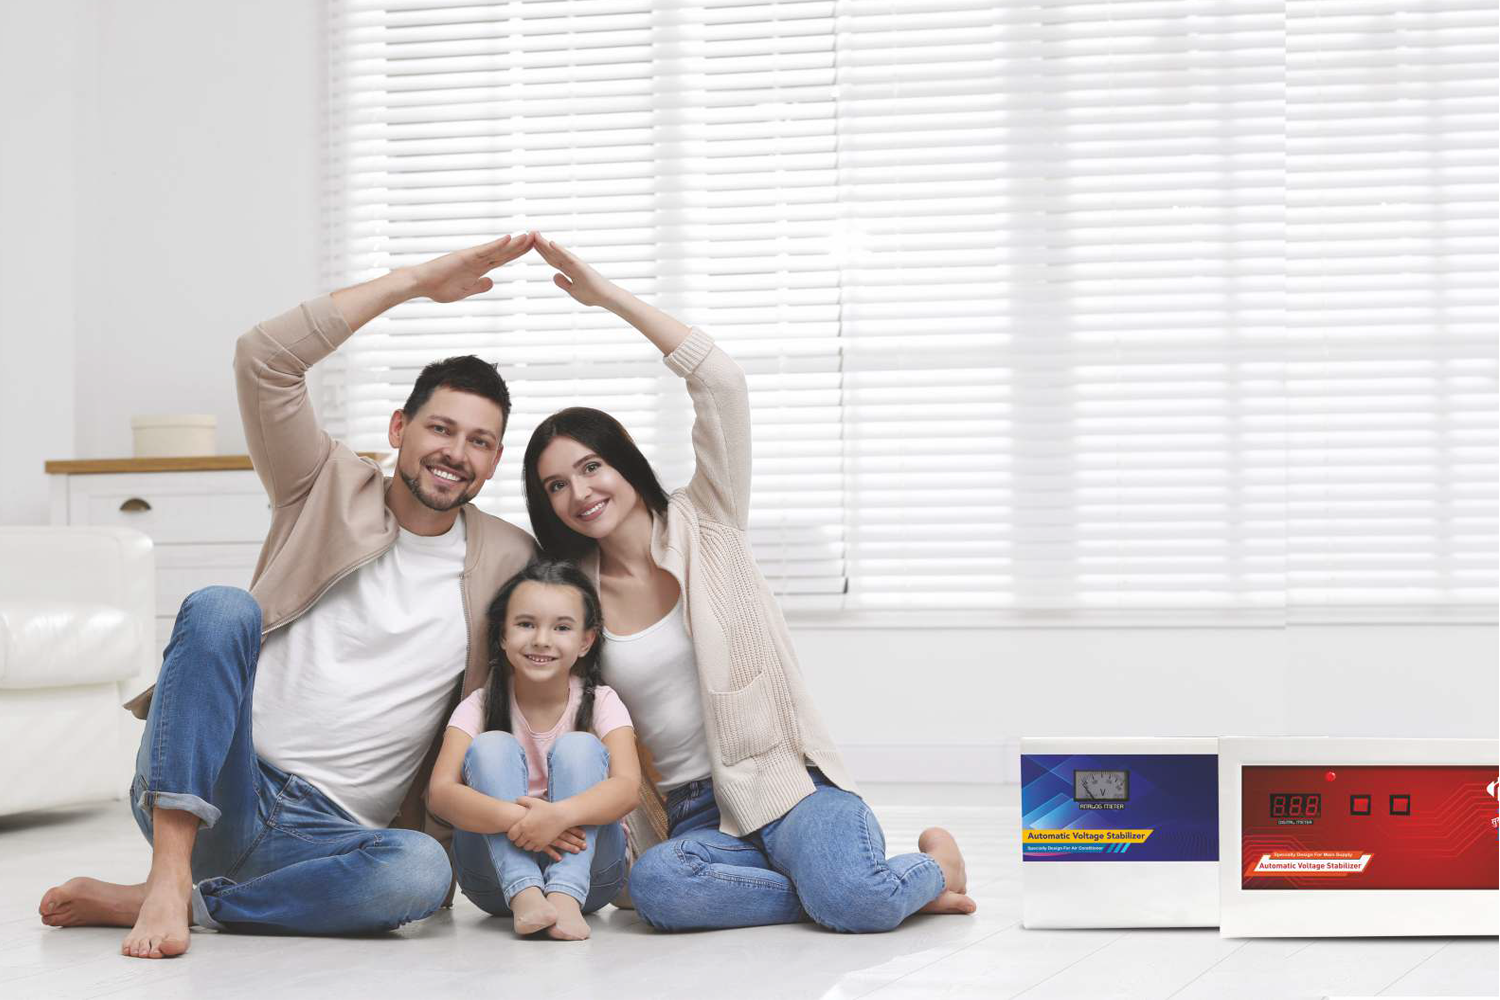 V
ANALOG METER
Automatic Voltage Stabilizer
Specially Design For Air Conditioner
888
DIGITAL METER
Specially Design For Main Supply
Automatic Voltage Stabilizer